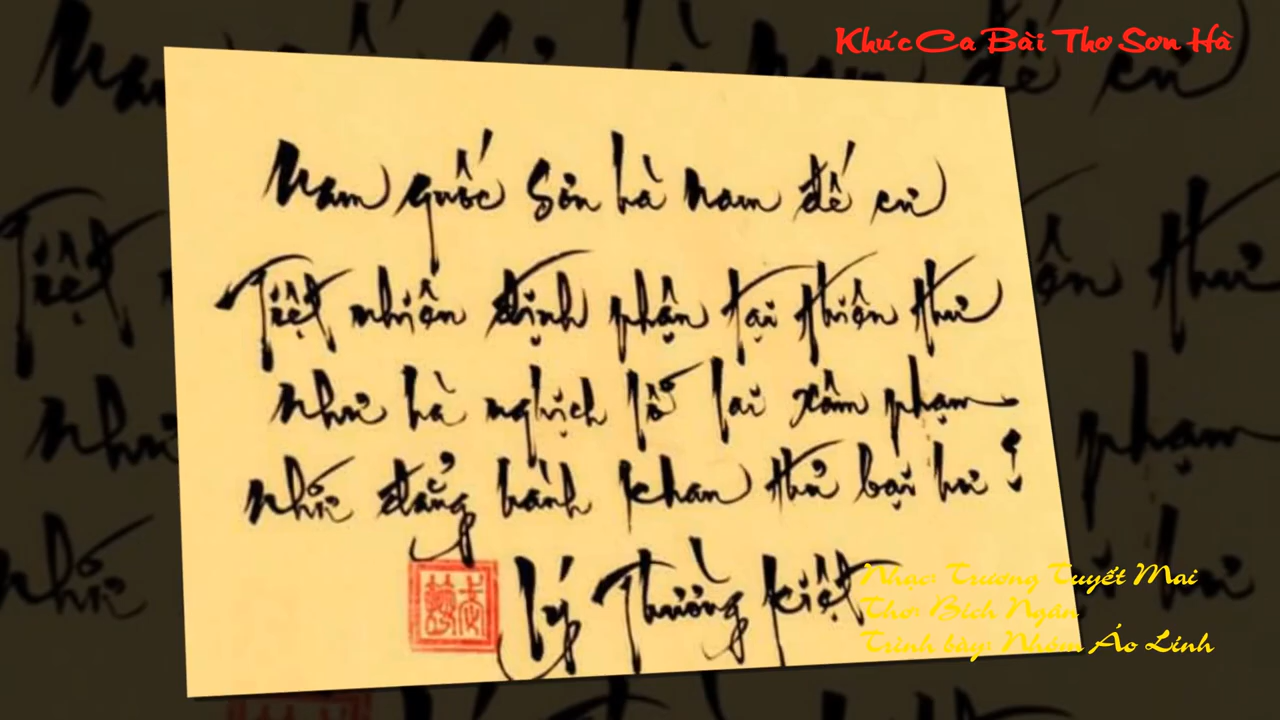 Khúc Ca Bài Thơ Sơn Hà
Nam quốc Sơn hà Nam đế cư
Tiệt nhiên định phận tại thiên thư
Như hà nghịch lỗ lai xâm phạm
Nhữ đẳng hành khan thủ bại hư!
Lý Thường Kiệt
Nhạc: Trương Tuyết Mai
Thơ: Bích Ngân
Trình bày: Nhóm Áo Lính